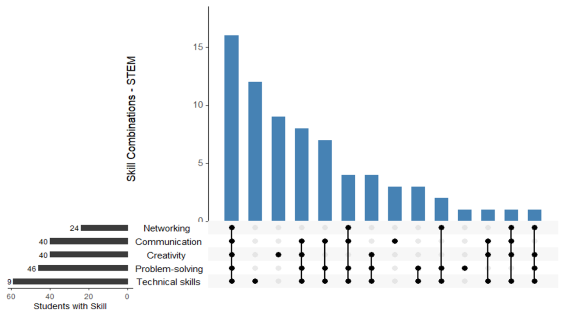 Skill Combinations - STEM
15
10
5
0
24 Networking
40 Communication
40 Creativity
46 Problem-solving
9 Technical skills
60 40 20 0
Students with Skill